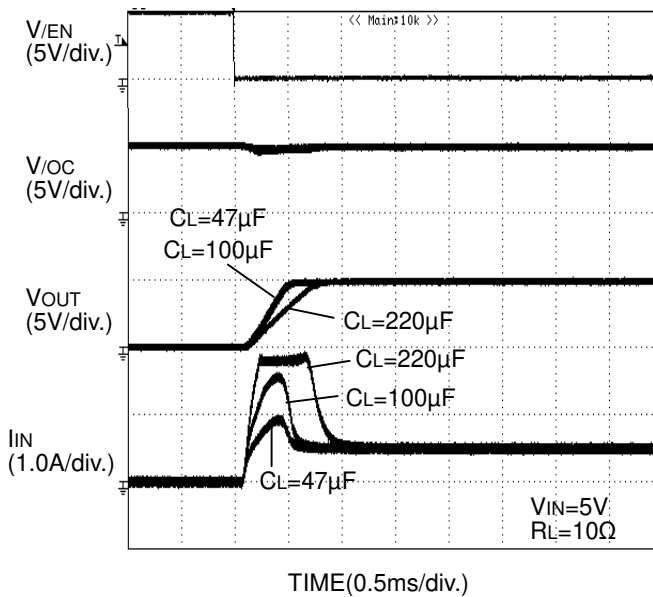 << Main:10k >>
V/EN
(5V/div.)
V/OC
(5V/div.)
CL=47μF
CL=100μF
VOUT
(5V/div.)
CL=220μF
CL=220μF
CL=100μF
IIN
(1.0A/div.)
CL=47μF
VIN=5V
RL=10Ω
TIME(0.5ms/div.)